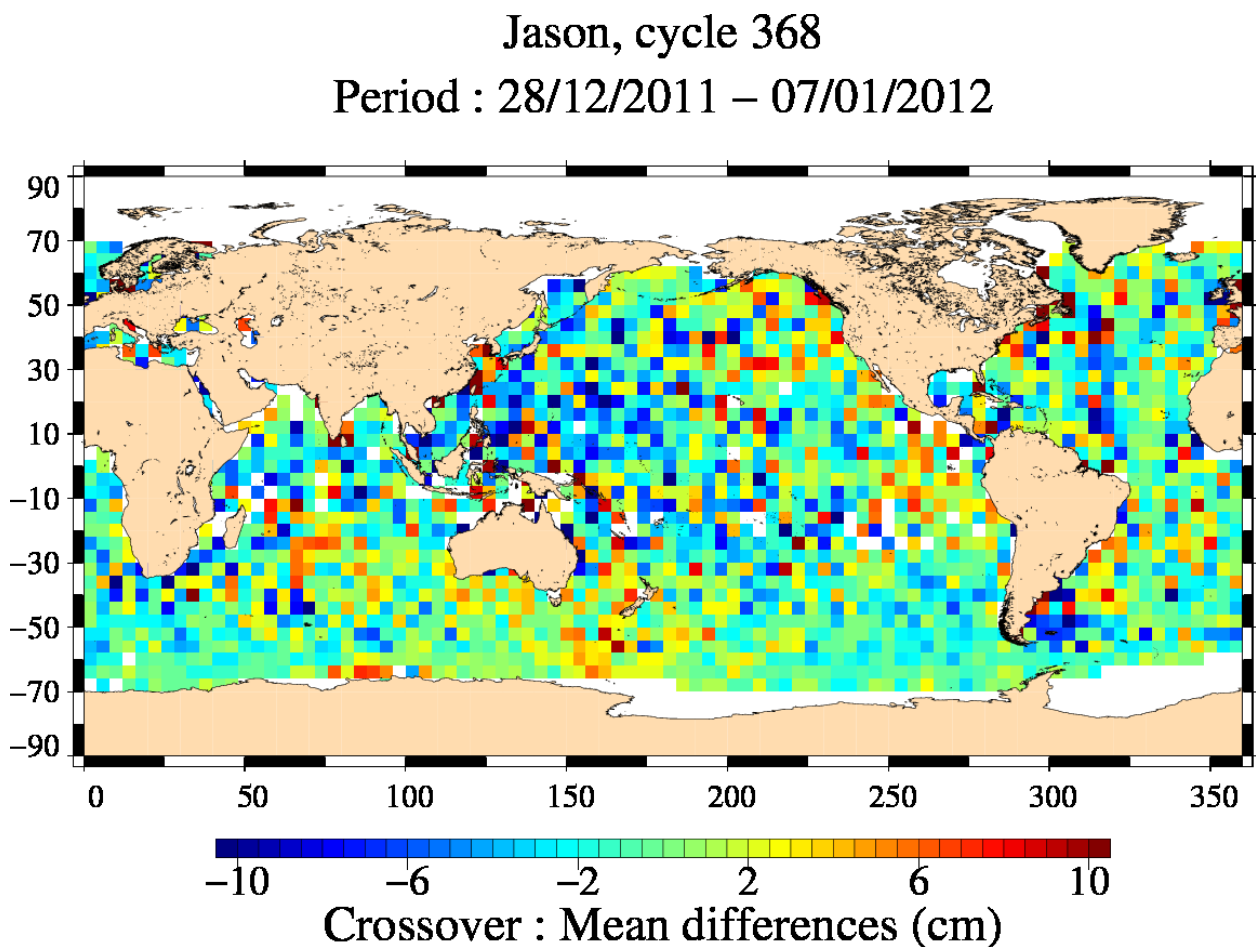 Jason, cycle 368
Period : 28/12/2011 – 07/01/2012
90
70
50
30
10
−10
−30
−50
−70
−90
0 50 100 150 200 250 300 350
−10 −6 −2 2 6 10
Crossover : Mean differences (cm)